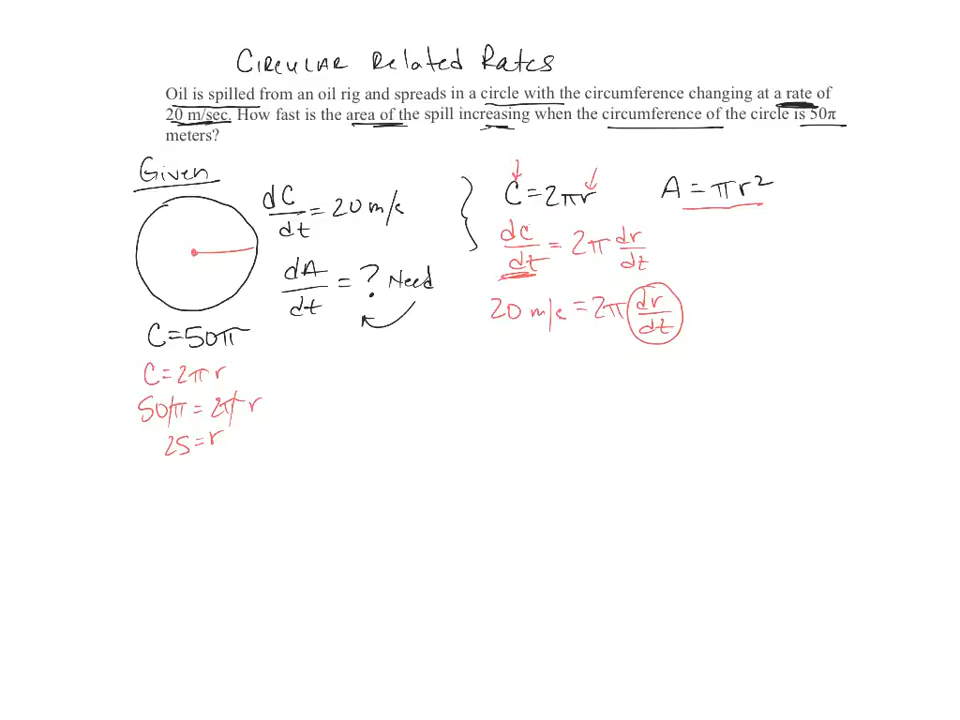 CIRCULAR Related Rates
Oil is spilled from an oil rig and spreads in a circle with the circumference changing at a rate of
20 m/sec. How fast is the area of the spill increasing when the circumference of the circle is 50π
meters?
Given
dC/dt = 20 m/s
dA/dt = ? Need
C = 50π
C = 2πr
50π = 2πr
25 = r
C = 2πr
dC/dt = 2π dr/dt
20 m/s = 2π dr/dt
A = πr²